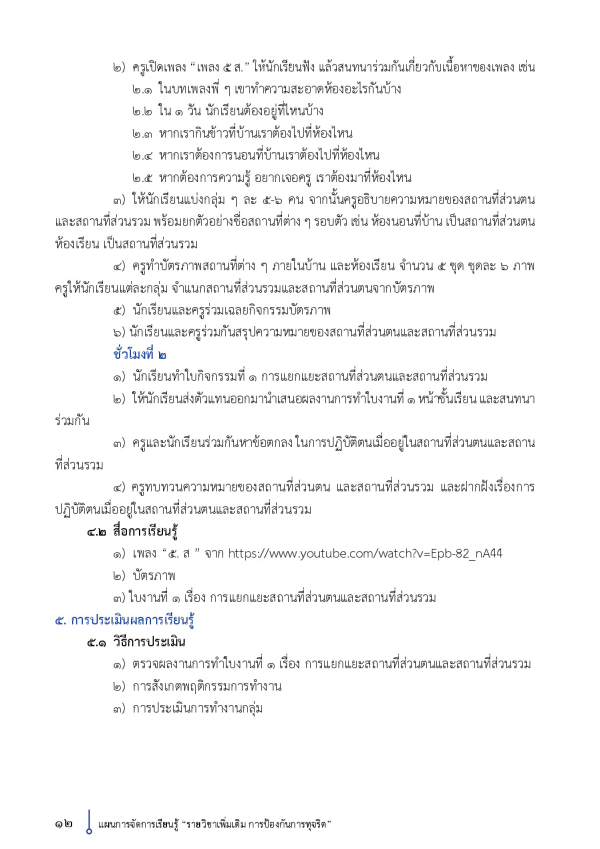 ๒) ครูเปิดเพลง “เพลง ๕ ส.” ให้นักเรียนฟัง แล้วสนทนาร่วมกันเกี่ยวกับเนื้อหาของเพลง เช่น
๒.๑ ในบทเพลงพี่ ๆ เขาทำความสะอาดห้องอะไรกันบ้าง
๒.๒ ใน ๑ วัน นักเรียนต้องอยู่ที่ไหนบ้าง
๒.๓ หากเรากินข้าวที่บ้านเราต้องไปที่ห้องไหน
๒.๔ หากเราต้องการนอนที่บ้านเราต้องไปที่ห้องไหน
๒.๕ หากต้องการความรู้ อยากเจอครู เราต้องมาที่ห้องไหน
๓) ให้นักเรียนแบ่งกลุ่ม ๆ ละ ๕-๖ คน จากนั้นครูอธิบายความหมายของสถานที่ส่วนตน
และสถานที่ส่วนรวม พร้อมยกตัวอย่างชื่อสถานที่ต่าง ๆ รอบตัว เช่น ห้องนอนที่บ้าน เป็นสถานที่ส่วนตน
ห้องเรียน เป็นสถานที่ส่วนรวม
๔) ครูทำบัตรภาพสถานที่ต่าง ๆ ภายในบ้าน และห้องเรียน จำนวน ๕ ชุด ชุดละ ๖ ภาพ
ครูให้นักเรียนแต่ละกลุ่ม จำแนกสถานที่ส่วนรวมและสถานที่ส่วนตนจากบัตรภาพ
๕) นักเรียนและครูร่วมเฉลยกิจกรรมบัตรภาพ
๖) นักเรียนและครูร่วมกันสรุปความหมายของสถานที่ส่วนตนและสถานที่ส่วนรวม
ชั่วโมงที่ ๒
๑) นักเรียนทำใบกิจกรรมที่ ๑ การแยกแยะสถานที่ส่วนตนและสถานที่ส่วนรวม
๒) ให้นักเรียนส่งตัวแทนออกมานำเสนอผลงานการทำใบงานที่ ๑ หน้าชั้นเรียน และสนทนา
ร่วมกัน
๓) ครูและนักเรียนร่วมกันหาข้อตกลง ในการปฏิบัติตนเมื่ออยู่ในสถานที่ส่วนตนและสถาน
ที่ส่วนรวม
๔) ครูทบทวนความหมายของสถานที่ส่วนตน และสถานที่ส่วนรวม และฝากฝังเรื่องการ
ปฏิบัติตนเมื่ออยู่ในสถานที่ส่วนตนและสถานที่ส่วนรวม
๔.๒ สื่อการเรียนรู้
๑) เพลง “๕. ส ” จาก https://www.youtube.com/watch?v=Epb-82_nA44
๒) บัตรภาพ
๓) ใบงานที่ ๑ เรื่อง การแยกแยะสถานที่ส่วนตนและสถานที่ส่วนรวม
๕. การประเมินผลการเรียนรู้
๕.๑ วิธีการประเมิน
๑) ตรวจผลงานการทำใบงานที่ ๑ เรื่อง การแยกแยะสถานที่ส่วนตนและสถานที่ส่วนรวม
๒) การสังเกตพฤติกรรมการทำงาน
๓) การประเมินการทำงานกลุ่ม
๑๒ แผนการจัดการเรียนรู้ “รายวิชาเพิ่มเติม การป้องกันการทุจริต”